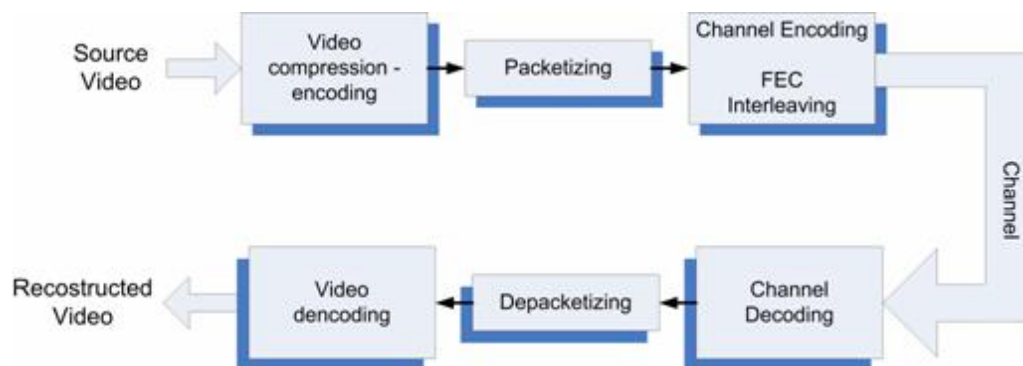 Source
Video
Video
compression -
encoding
Packetizing
Channel Encoding
FEC
Interleaving
Channel
Channel
Decoding
Depacketizing
Video
dencoding
Recostructed
Video